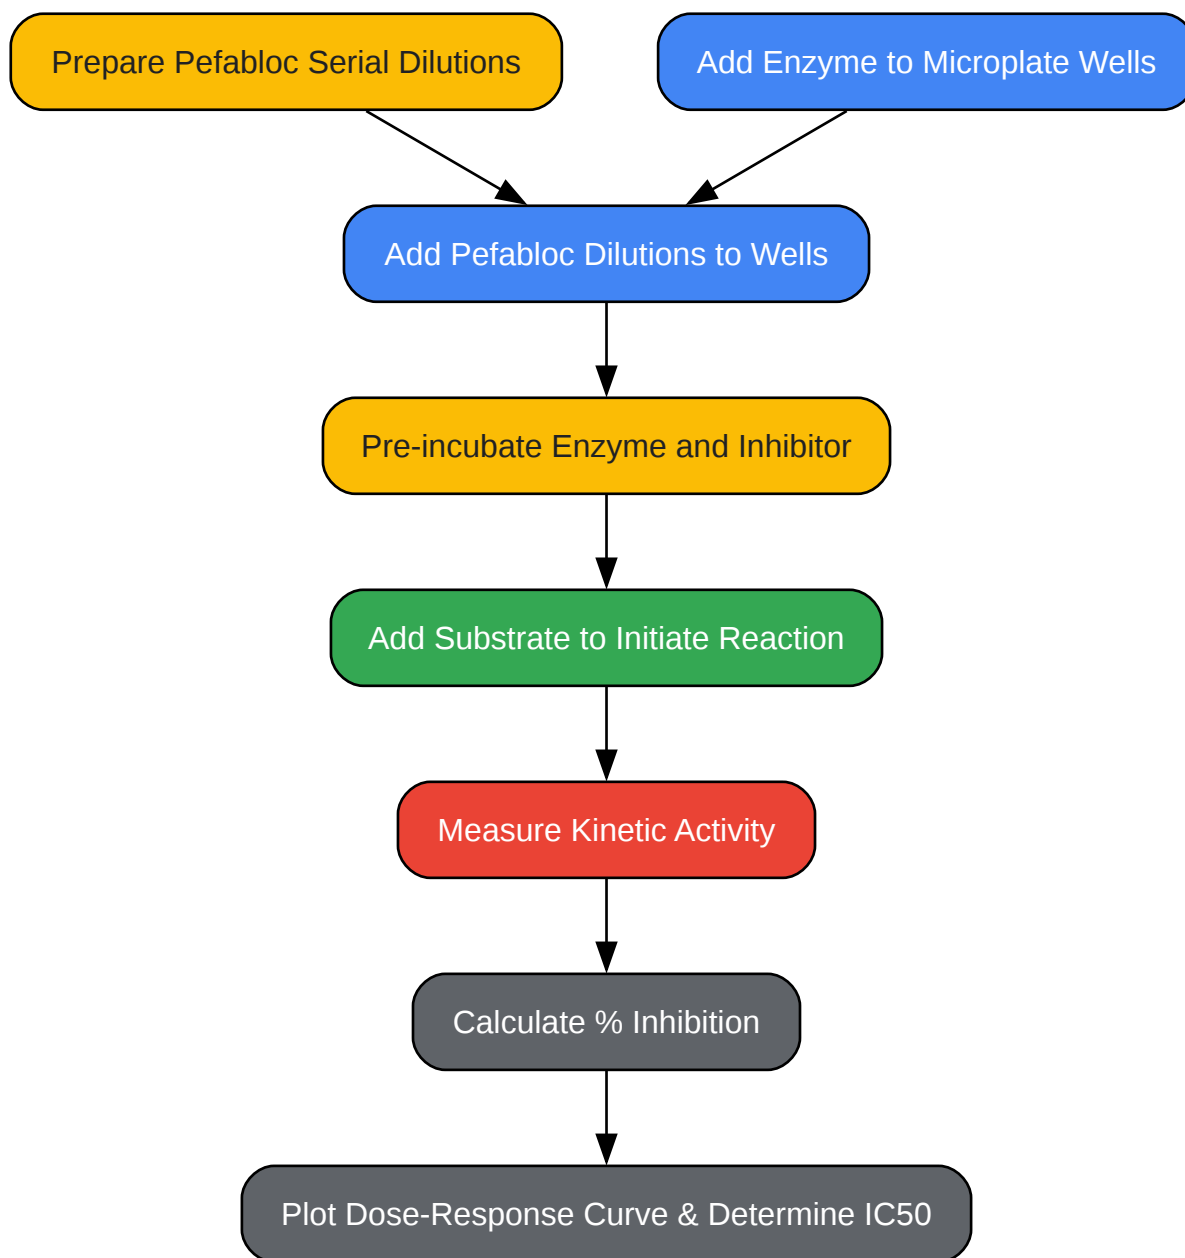 Prepare Pefabloc Serial Dilutions
Add Enzyme to Microplate Wells
Add Pefabloc Dilutions to Wells
Pre-incubate Enzyme and Inhibitor
Add Substrate to Initiate Reaction
Measure Kinetic Activity
Calculate % Inhibition
Plot Dose-Response Curve & Determine IC50